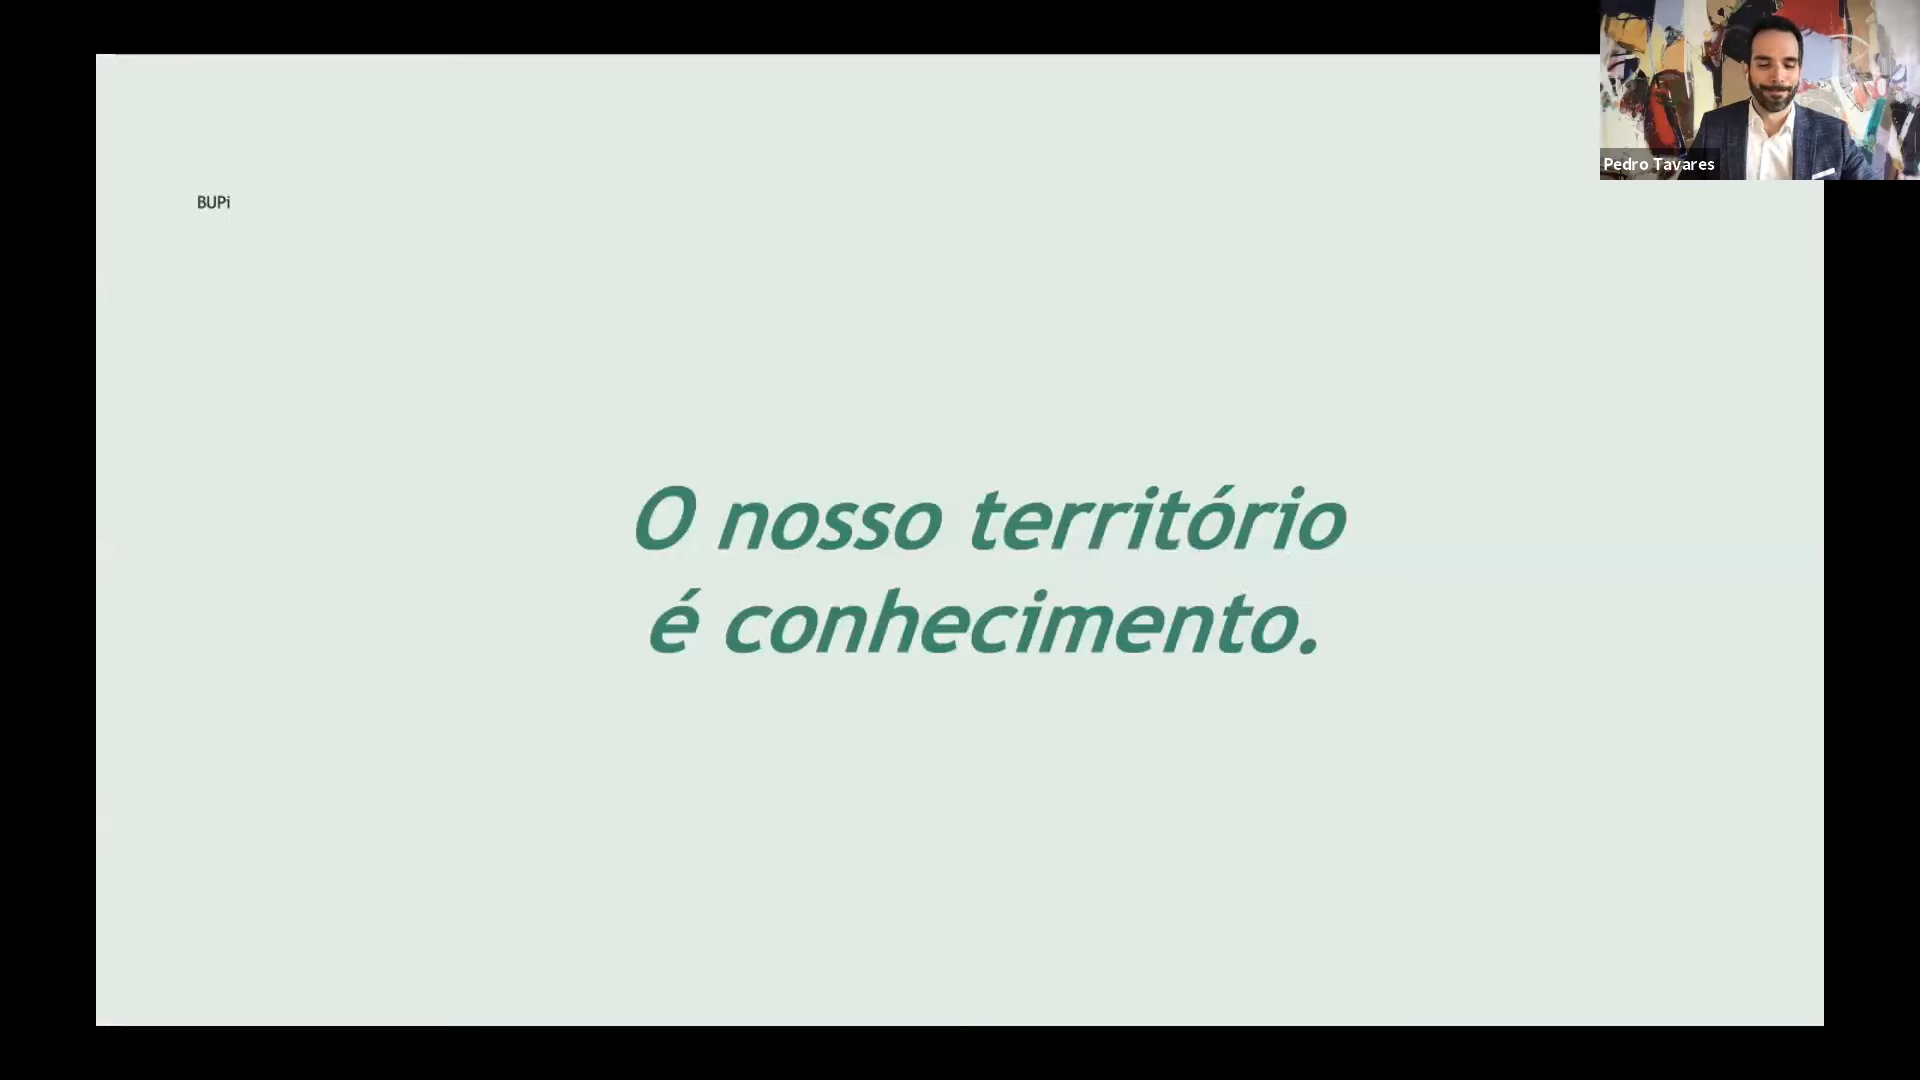 Pedro Tavares
BUPi
O nosso território
é conhecimento.